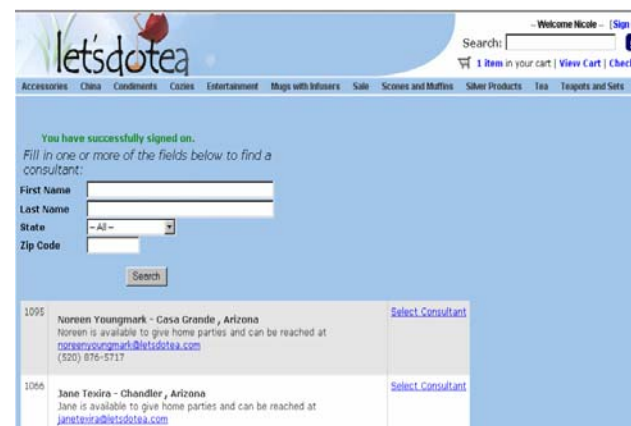 -- Welcome Nicole -- [Sign
let'sdotea
Search:
1 item in your cart | View Cart | Chec
Accessories China Condiments Cozies Entertainment Mugs with Infusers Sale Scones and Muffins Silver Products Tea Teapots and Sets
You have successfully signed on.
Fill in one or more of the fields below to find a
consultant:
First Name
Last Name
State -- All --
Zip Code
Search
1095 Noreen Youngmark - Casa Grande , Arizona Select Consultant
Noreen is available to give home parties and can be reached at
noreenyoungmark@letsdotea.com
(520) 876-5717
1066 Jane Texira - Chandler , Arizona Select Consultant
Jane is available to give home parties and can be reached at
janetexira@letsdotea.com